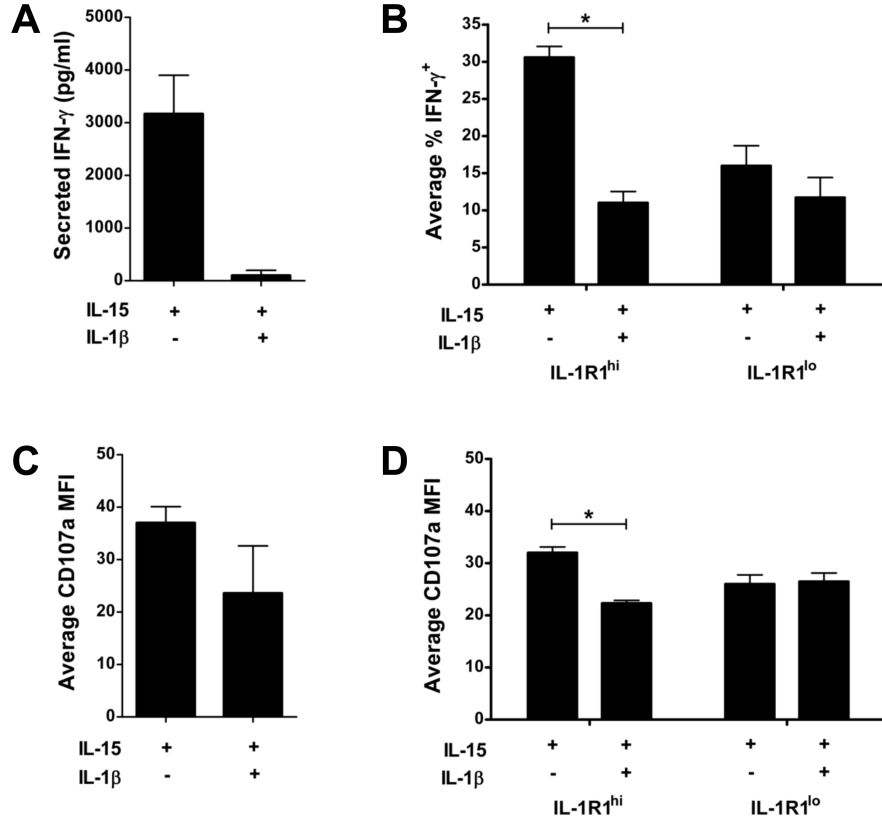 A
Secreted IFN-γ (pg/ml)
5000
4000
3000
2000
1000
0
IL-15 + +
IL-1β - +
B
Average % IFN-γ+
35
30
25
20
15
10
5
0
*
IL-15 + + + +
IL-1β - + - +
IL-1R1hi IL-1R1lo
C
Average CD107a MFI
50
40
30
20
10
0
IL-15 + +
IL-1β - +
D
Average CD107a MFI
50
40
30
20
10
0
*
IL-15 + + + +
IL-1β - + - +
IL-1R1hi IL-1R1lo